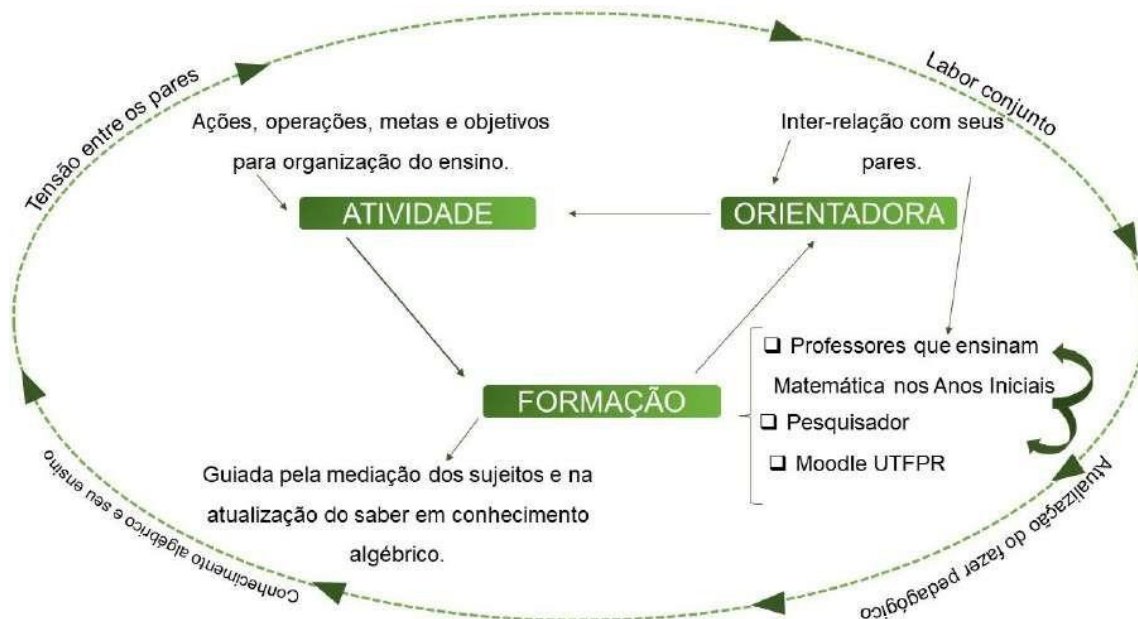 Tensão entre os pares
Labor conjunto
Ações, operações, metas e objetivos
para organização do ensino.
Inter-relação com seus
pares.
ATIVIDADE
ORIENTADORA
❑ Professores que ensinam
Matemática nos Anos Iniciais
FORMAÇÃO
❑ Pesquisador
❑ Moodle UTFPR
Guiada pela mediação dos sujeitos e na
atualização do saber em conhecimento
algébrico.
Conhecimento algébrico e seu ensino
Atualização do fazer pedagógico